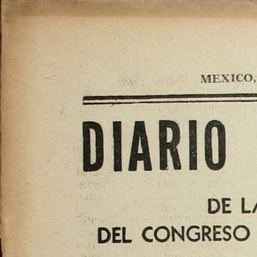 MEXICO,
DIARIO
DE LA
DEL CONGRESO